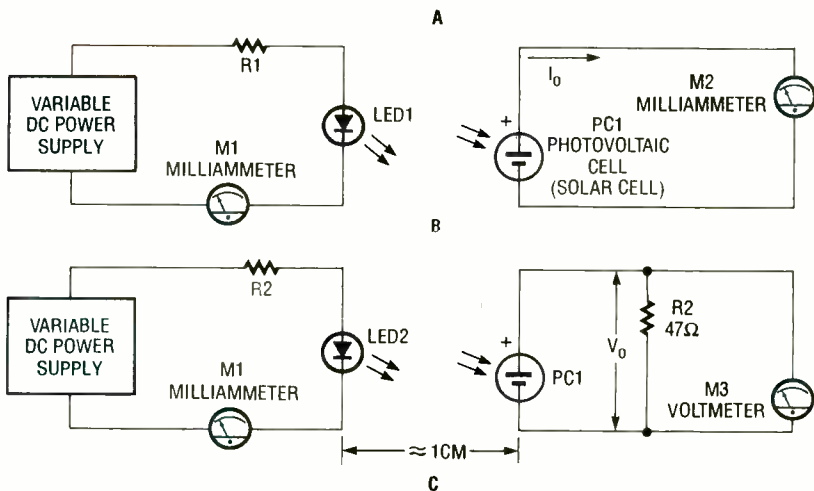 A
R1
I₀
M2
MILLIAMMETER
VARIABLE
DC POWER
SUPPLY
LED1
M1
MILLIAMMETER
+
PC1
PHOTOVOLTAIC
CELL
(SOLAR CELL)
B
R2
VARIABLE
DC POWER
SUPPLY
LED2
M1
MILLIAMMETER
+
PC1
V₀
R2
47Ω
M3
VOLTMETER
≈1CM
C